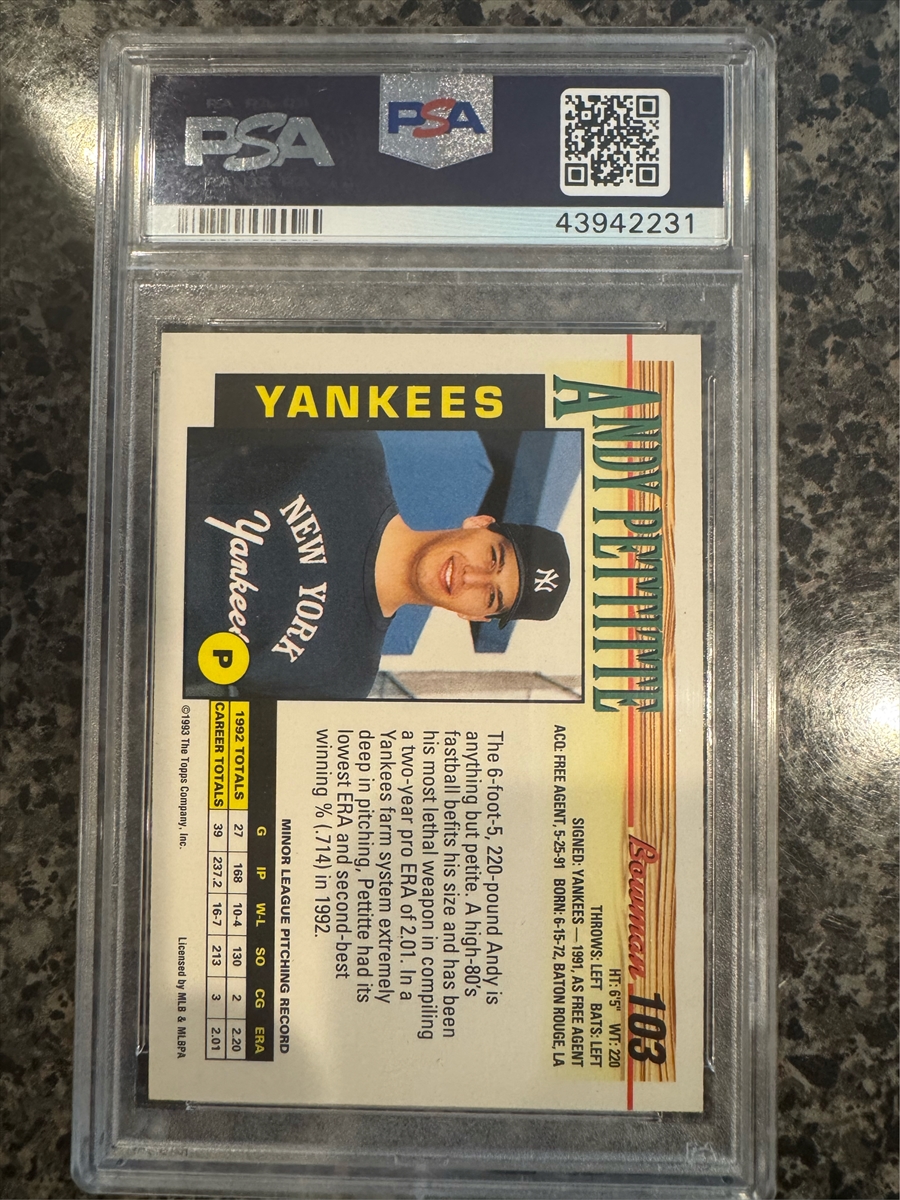 PSA
PSA
43942231
ANDY PETTITTE
Bowman 103
HT: 6'5" WT: 220
THROWS: LEFT BATS: LEFT
SIGNED: YANKEES — 1991, AS FREE AGENT
ACQ: FREE AGENT, 5-25-91 BORN: 6-15-72, BATON ROUGE, LA
YANKEES
NY
NEW YORK
Yankees
P
The 6-foot-5, 220-pound Andy is
anything but petite. A high-80's
fastball befits his size and has been
his most lethal weapon in compiling
a two-year pro ERA of 2.01. In a
Yankees farm system extremely
deep in pitching, Pettitte had its
lowest ERA and second-best
winning % (.714) in 1992.
MINOR LEAGUE PITCHING RECORD
G IP W-L SO CG ERA
1992 TOTALS 27 168 10-4 130 2 2.20
CAREER TOTALS 39 237.2 16-7 213 3 2.01
©1993 The Topps Company, Inc. Licensed by MLB & MLBPA